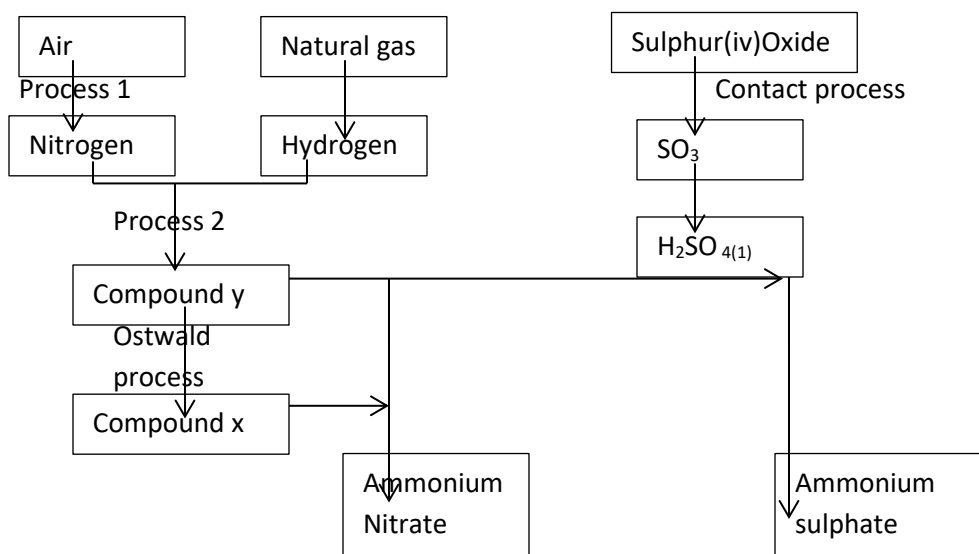 Air
Natural gas
Sulphur(iv)Oxide
Process 1
Contact process
Nitrogen
Hydrogen
SO₃
Process 2
H₂SO ₄₍₁₎
Compound y
Ostwald
process
Compound x
Ammonium
Nitrate
Ammonium
sulphate